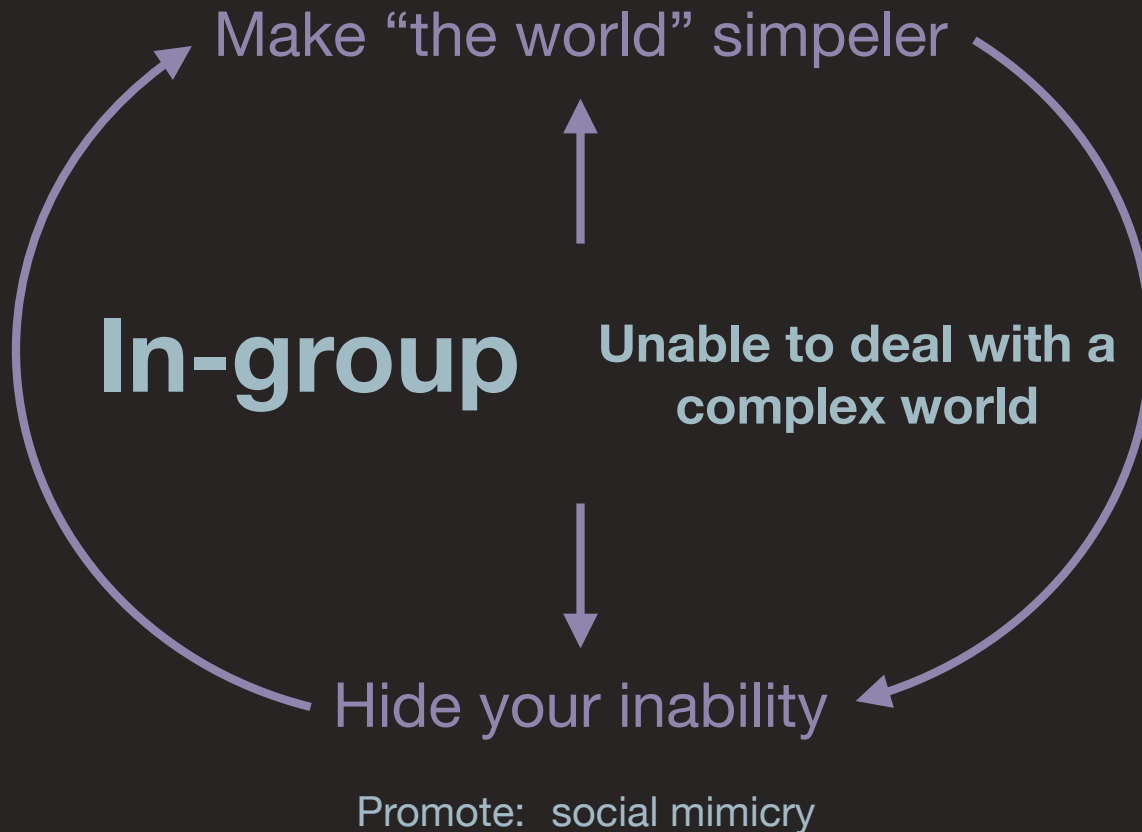 Make “the world” simpeler
In-group
Unable to deal with a
complex world
Hide your inability
Promote: social mimicry